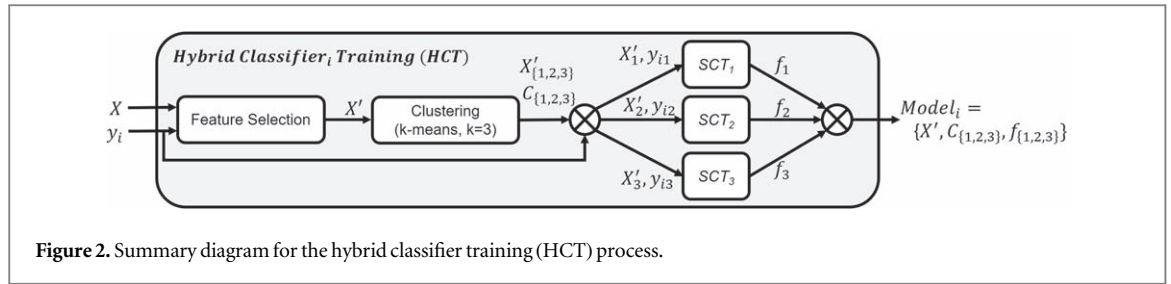 Hybrid Classifier_i Training (HCT)
X
y_i
Feature Selection
X′
Clustering
(k-means, k=3)
X′_{1,2,3}
C_{1,2,3}
X′_1, y_i1
X′_2, y_i2
X′_3, y_i3
SCT_1
SCT_2
SCT_3
f_1
f_2
f_3
Model_i =
{X′, C_{1,2,3}, f_{1,2,3}}
Figure 2. Summary diagram for the hybrid classifier training (HCT) process.